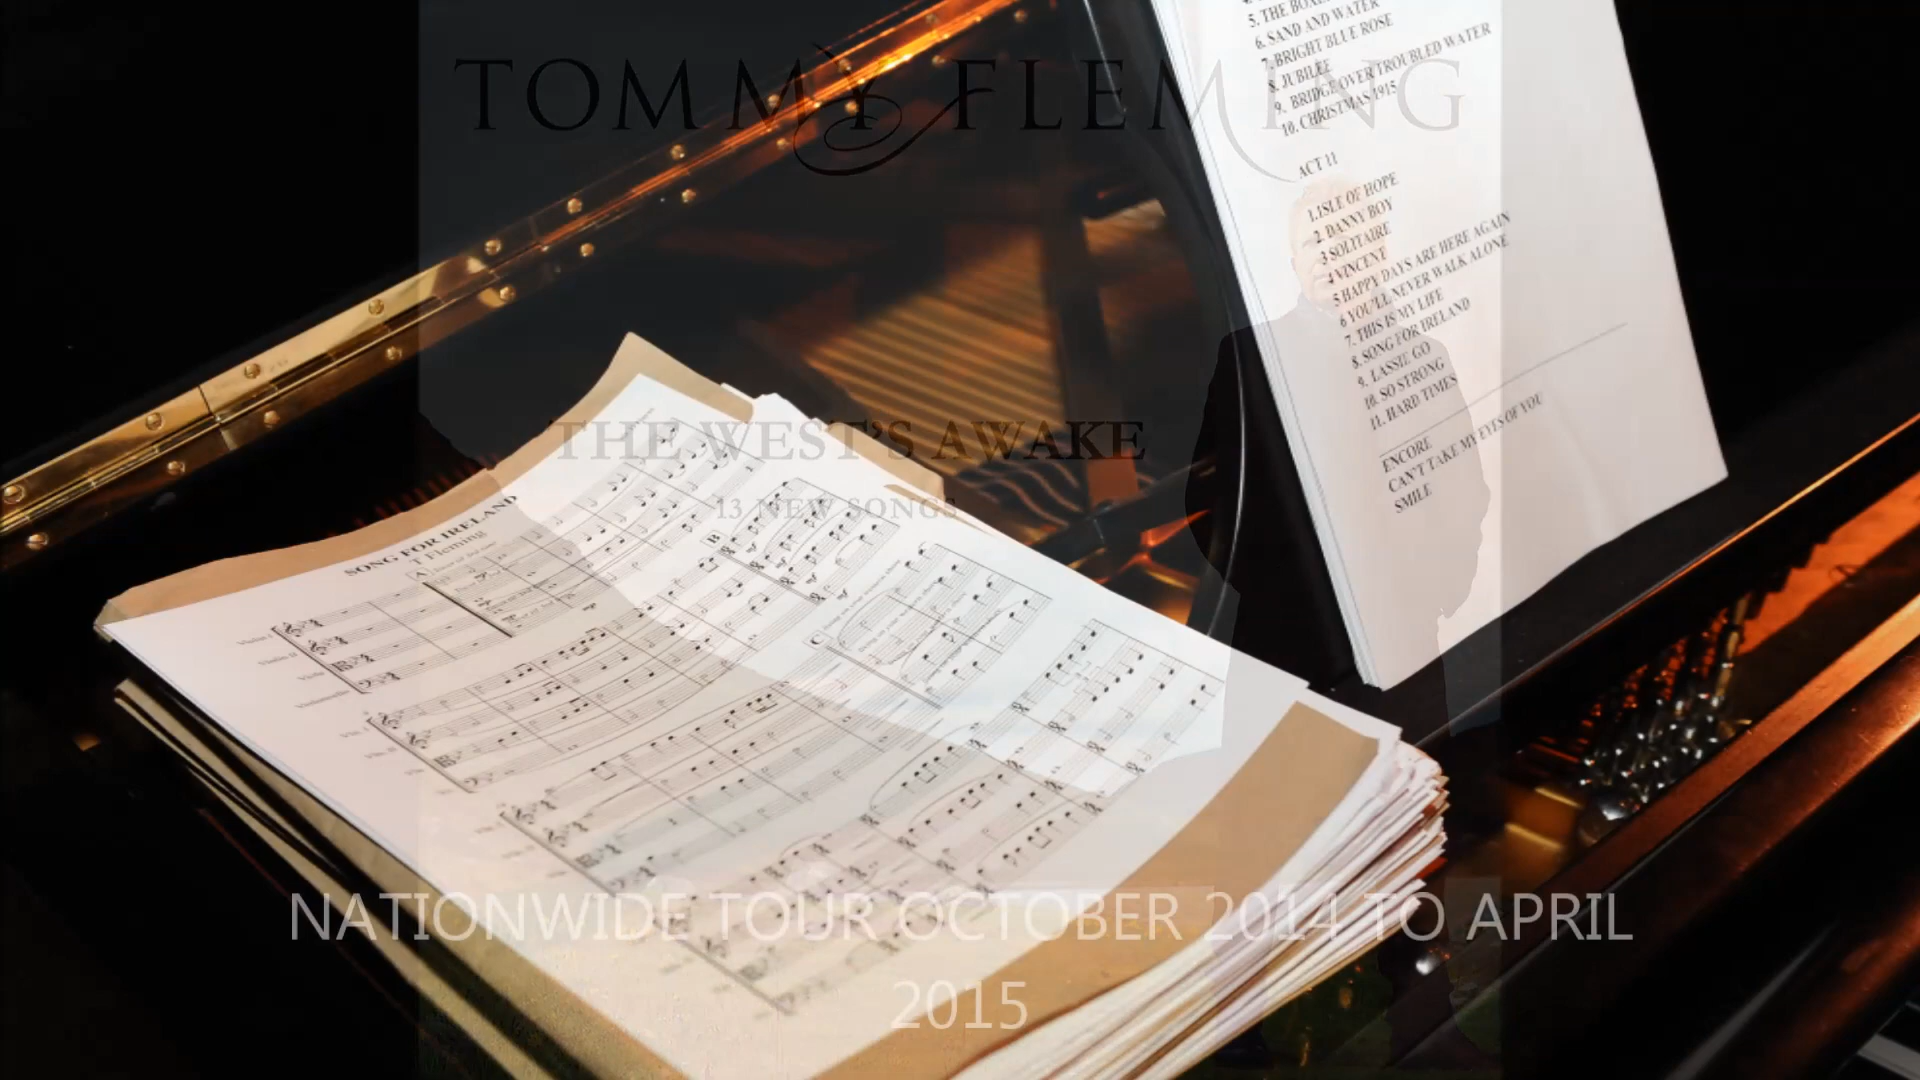 TOMMY FLEMING
THE WEST'S AWAKE
13 NEW SONGS
5. THE BOXER
6. SAND AND WATER
7. BRIGHT BLUE ROSE
8. JUBILEE
9. BRIDGE OVER TROUBLED WATER
10. CHRISTMAS 1915
ACT 11
1.ISLE OF HOPE
2. DANNY BOY
3 SOLITAIRE
4 VINCENT
5 HAPPY DAYS ARE HERE AGAIN
6 YOU'LL NEVER WALK ALONE
7. THIS IS MY LIFE
8. SONG FOR IRELAND
9. LASSIE GO
10. SO STRONG
11. HARD TIMES
ENCORE
CAN'T TAKE MY EYES OF YOU
SMILE
SONG FOR IRELAND
T Fleming
A
B
C
NATIONWIDE TOUR OCTOBER 2014 TO APRIL
2015